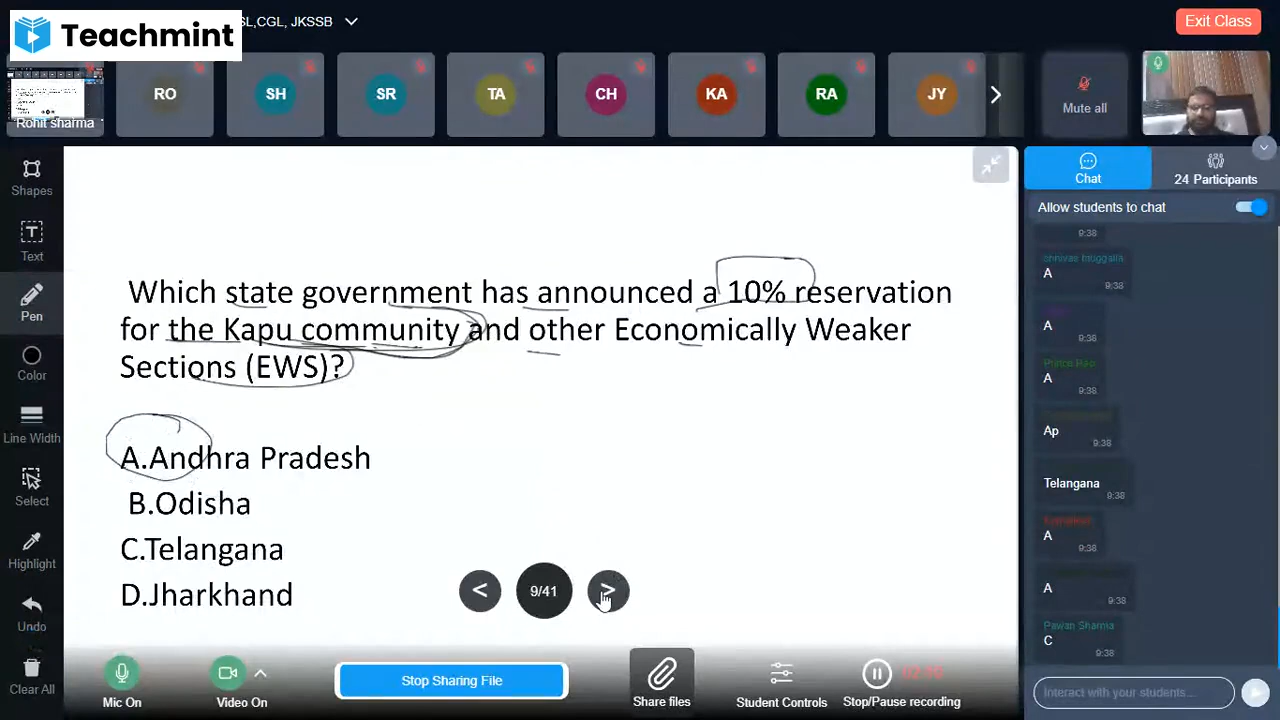 SL,CGL, JKSSB
Teachmint
Exit Class
Rohit sharma
RO
SH
SR
TA
CH
KA
RA
JY
Mute all
Shapes
Text
Pen
Color
Line Width
Select
Highlight
Undo
Clear All
Which state government has announced a 10% reservation
for the Kapu community and other Economically Weaker
Sections (EWS)?
A.Andhra Pradesh
B.Odisha
C.Telangana
D.Jharkhand
<
9/41
>
Mic On
Video On
Stop Sharing File
Share files
Student Controls
Stop/Pause recording
Chat
24 Participants
Allow students to chat
9:38
A
9:38
A
9:38
A
9:38
Ap
9:38
Telangana
9:38
A
9:38
A
9:38
Pawan Sharma
C
9:38
Interact with your students...